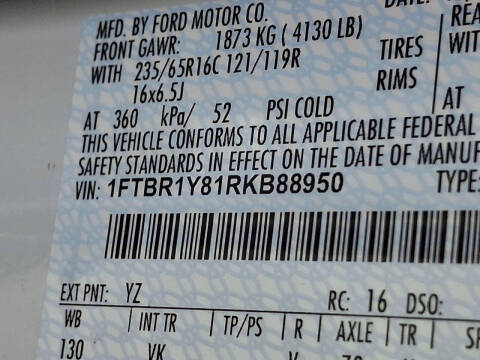 MFD. BY FORD MOTOR CO.
FRONT GAWR: 1873 KG ( 4130 LB)
WITH 235/65R16C 121/119R TIRES
16x6.5J RIMS
AT 360 kPa/ 52 PSI COLD AT
THIS VEHICLE CONFORMS TO ALL APPLICABLE FEDERAL
SAFETY STANDARDS IN EFFECT ON THE DATE OF MANUF
VIN: 1FTBR1Y81RKB88950 TYPE:
EXT PNT: YZ RC: 16 DSO:
WB INT TR TP/PS R AXLE TR SP
130 VK